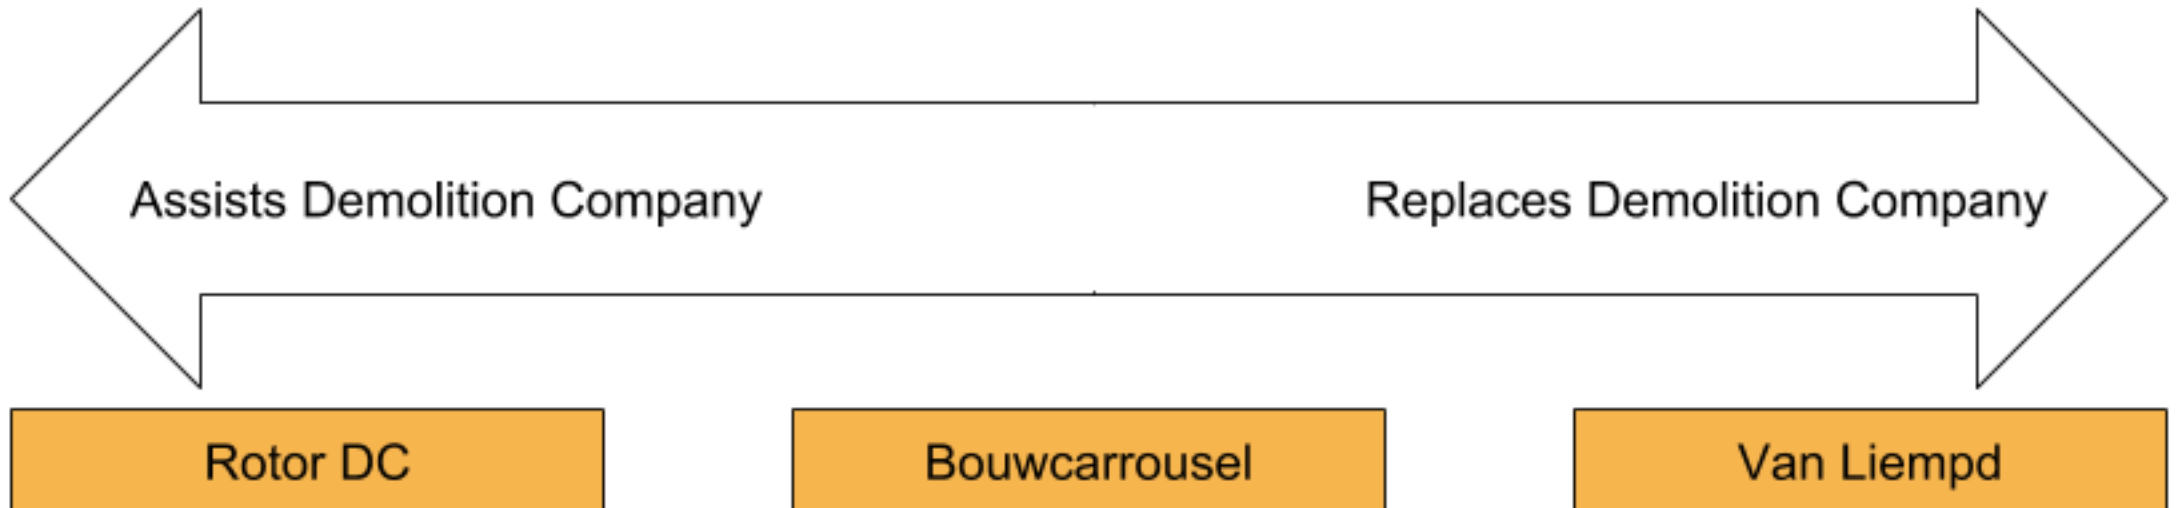 Assists Demolition Company
Replaces Demolition Company
Rotor DC
Bouwcarrousel
Van Liempd